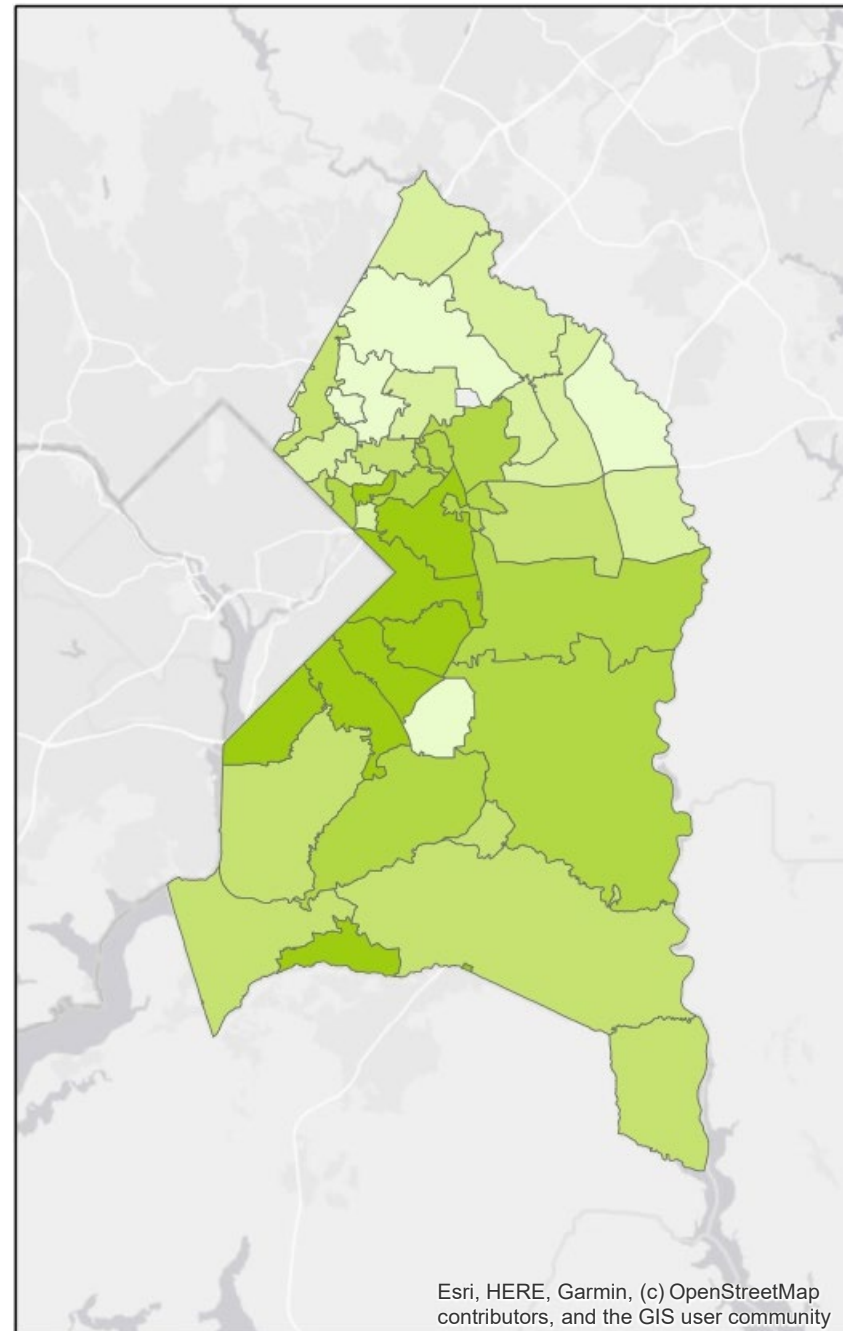 Esri, HERE, Garmin, (c) OpenStreetMap
contributors, and the GIS user community